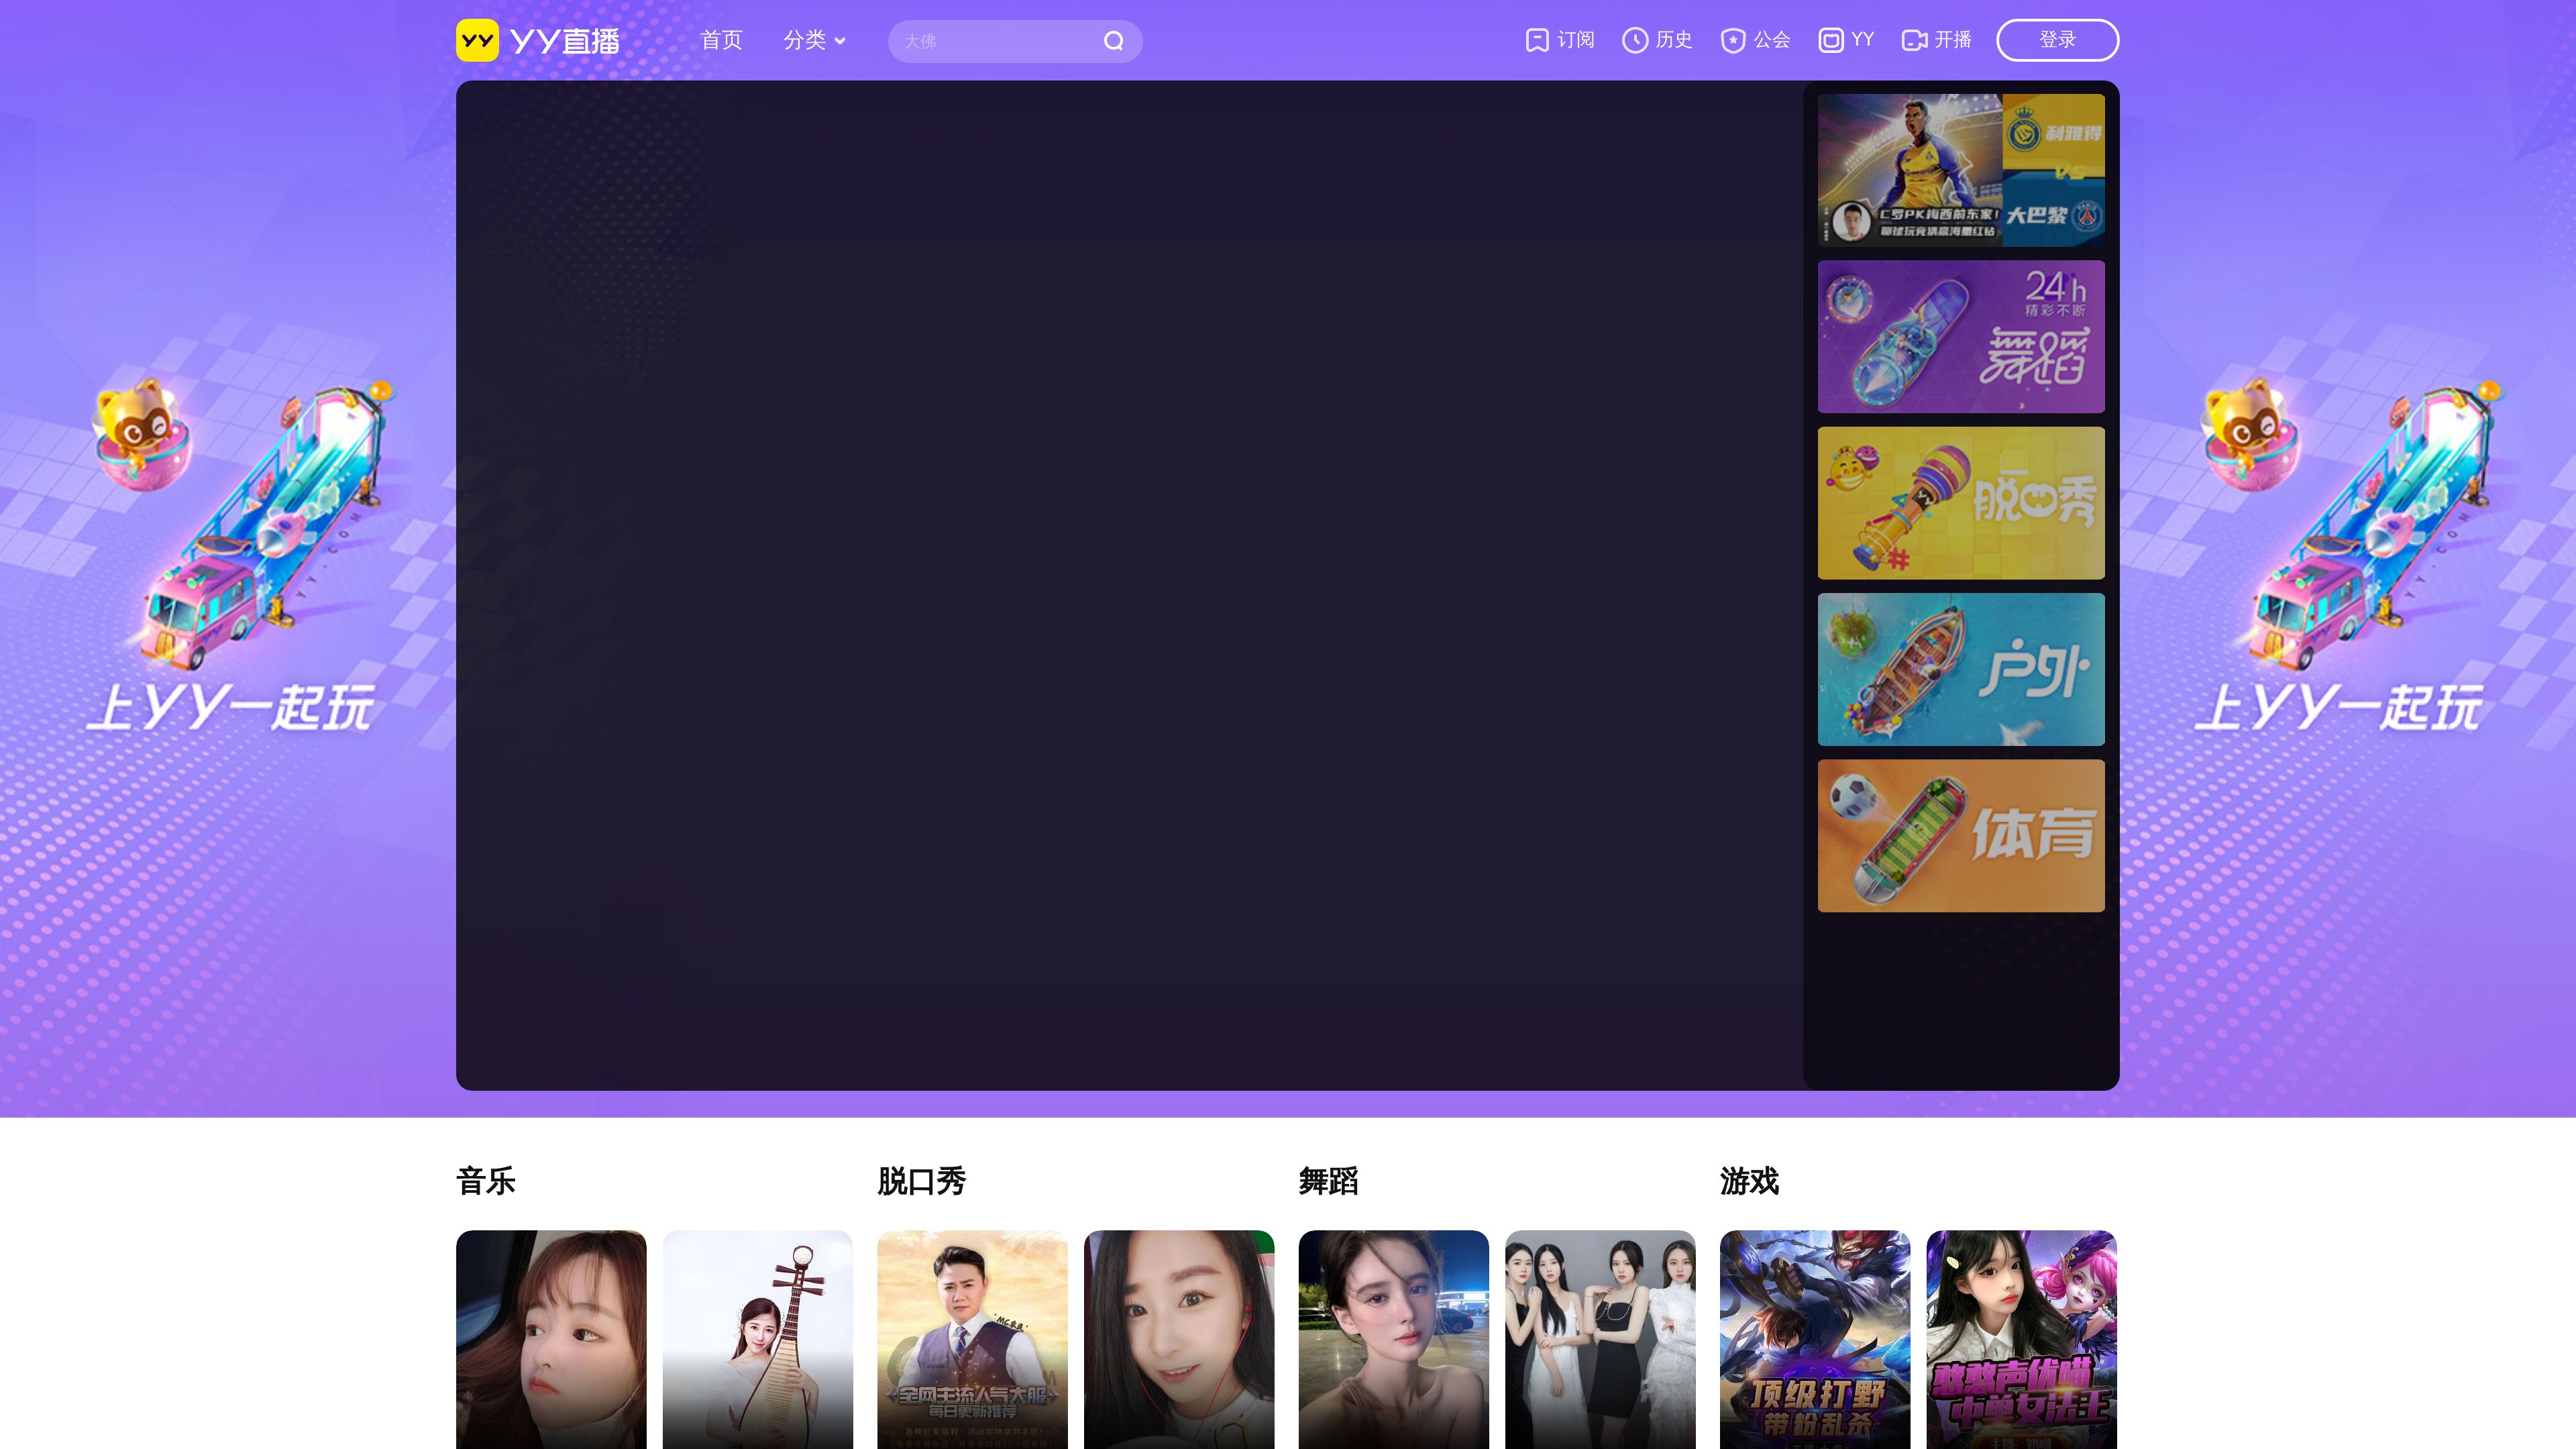 YY直播
首页
分类
大佛
订阅
历史
公会
YY
开播
登录
利雅得
VS
大巴黎
C罗PK梅西前东家!
聊球玩竞猜赢海量红钻
24h
精彩不断
舞蹈
脱口秀
户外
体育
YY.COM
上YY一起玩
YY.COM
上YY一起玩
音乐
脱口秀
舞蹈
游戏
全网主流人气大服
每日更新推荐
顶级打野
带粉乱杀
憨憨声优喵
中单女法王